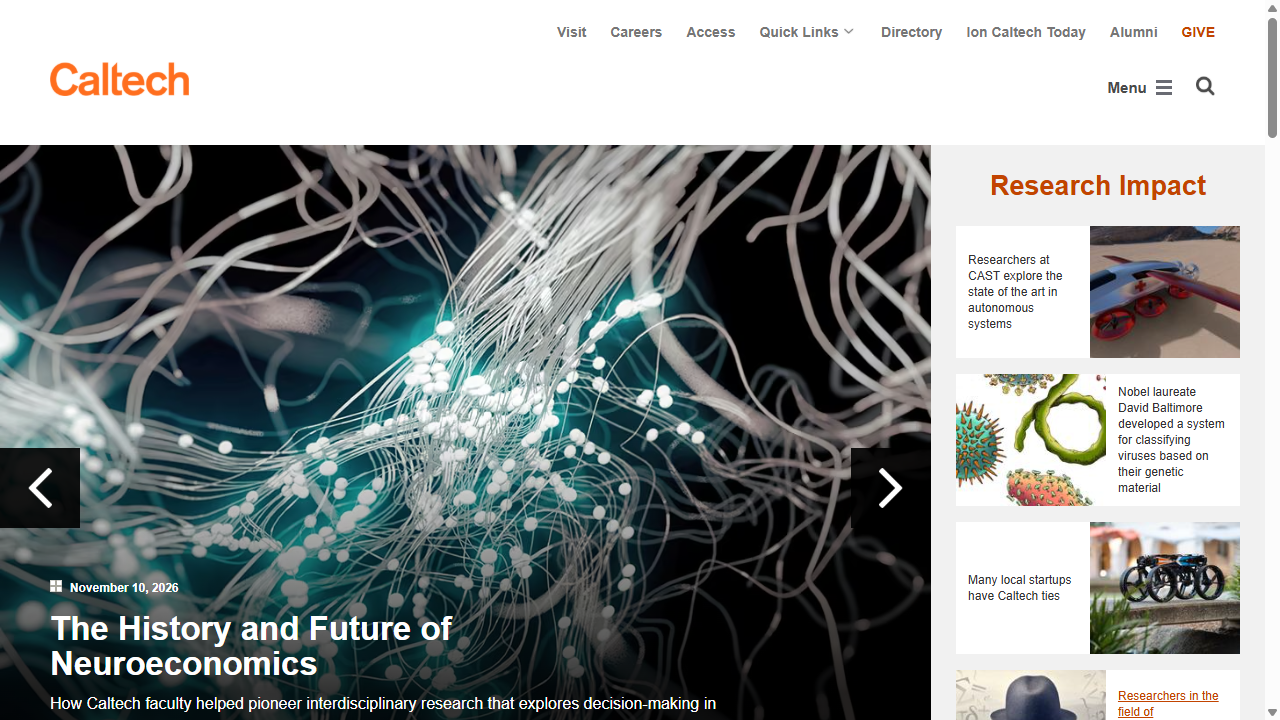 Visit
Careers
Access
Quick Links
Directory
Ion Caltech Today
Alumni
GIVE
Caltech
Menu
November 10, 2026
The History and Future of
Neuroeconomics
How Caltech faculty helped pioneer interdisciplinary research that explores decision-making in
Research Impact
Researchers at
CAST explore the
state of the art in
autonomous
systems
Nobel laureate
David Baltimore
developed a system
for classifying
viruses based on
their genetic
material
Many local startups
have Caltech ties
Researchers in the
field of